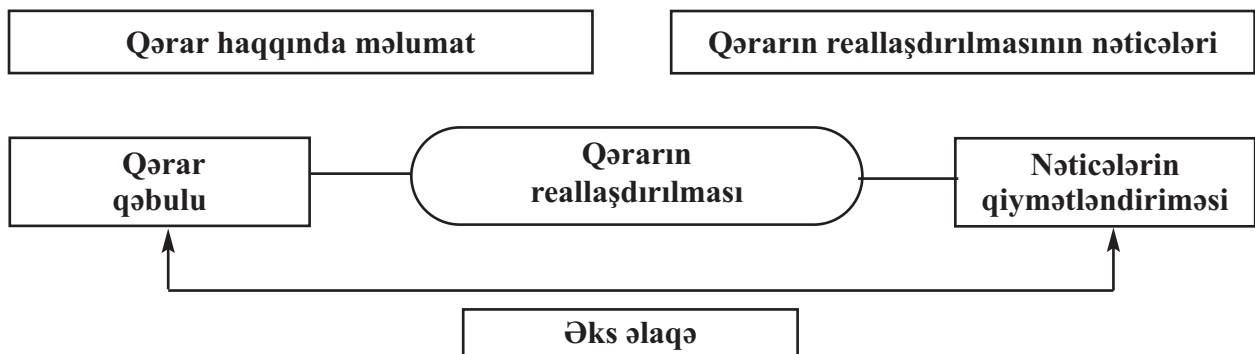 Qərar haqqında məlumat
Qərarın reallaşdırılmasının nəticələri
Qərar
qəbulu
Qərarın
reallaşdırılması
Nəticələrin
qiymətləndiriməsi
Əks əlaqə